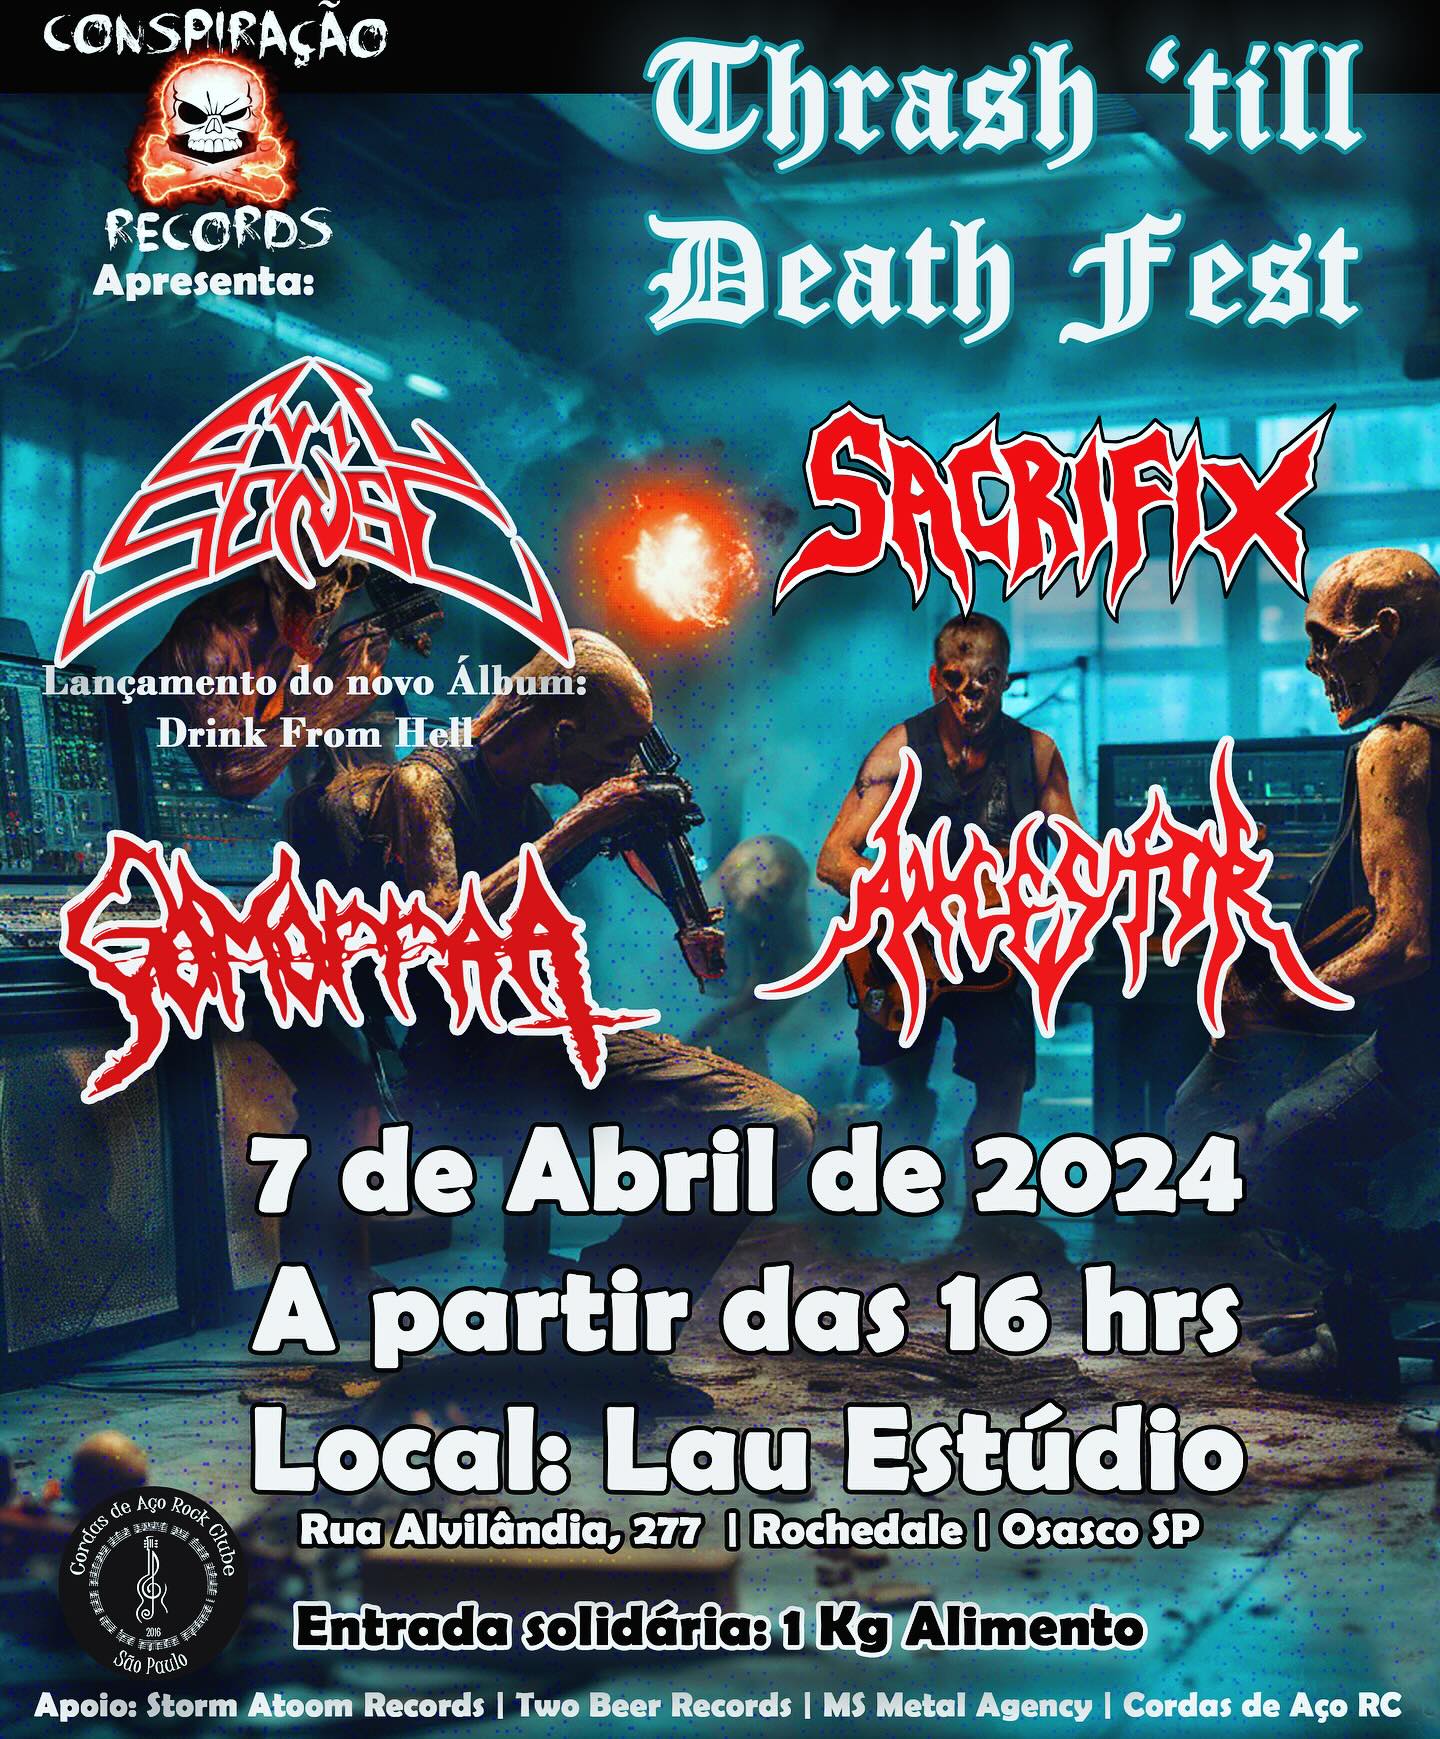 CONSPIRAÇÃO
RECORDS
Apresenta:
Thrash ‘till
Death Fest
EVIL
SENSE
Lançamento do novo Álbum:
Drink From Hell
SACRIFIX
GÓMÓRRAA
ANCESTOR
7 de Abril de 2024
A partir das 16 hrs
Local: Lau Estúdio
Rua Alvilândia, 277 | Rochedale | Osasco SP
Entrada solidária: 1 Kg Alimento
Cordas de Aço Rock Clube
2016
São Paulo
Apoio: Storm Atoom Records | Two Beer Records | MS Metal Agency | Cordas de Aço RC